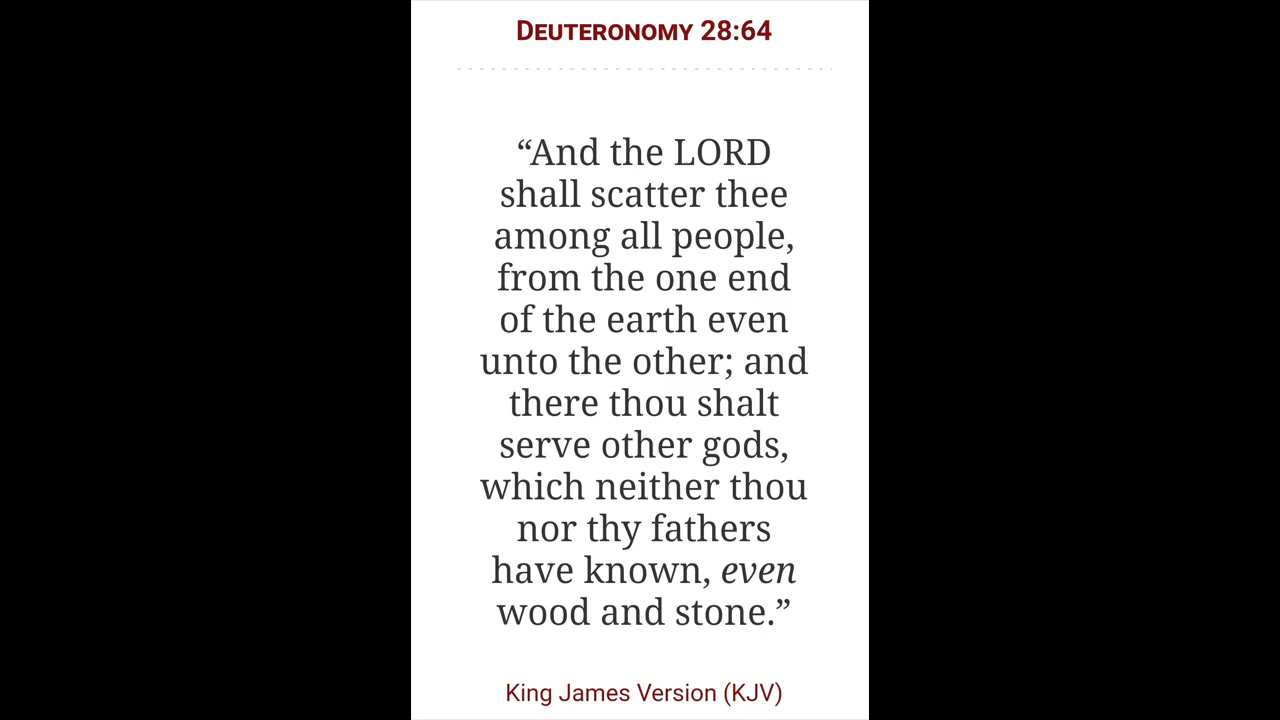 DEUTERONOMY 28:64
“And the LORD
shall scatter thee
among all people,
from the one end
of the earth even
unto the other; and
there thou shalt
serve other gods,
which neither thou
nor thy fathers
have known, even
wood and stone.”
King James Version (KJV)